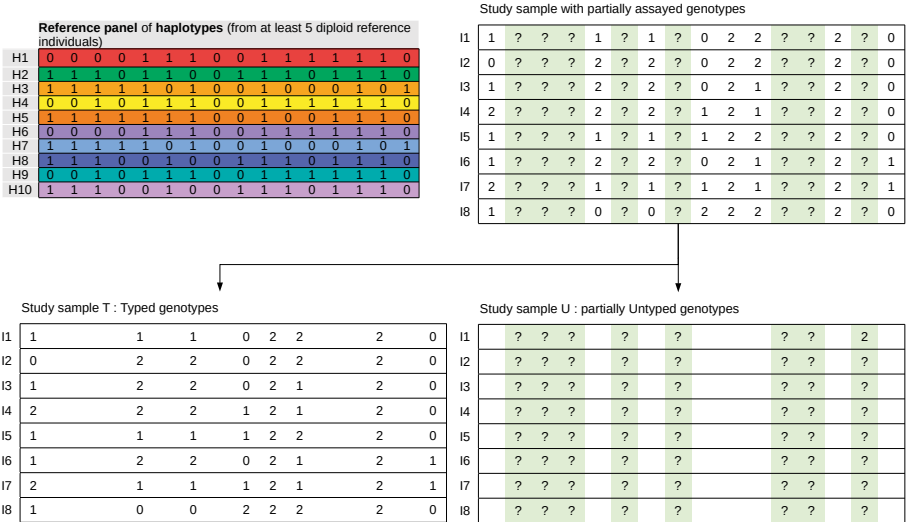 Reference panel of haplotypes (from at least 5 diploid reference
individuals)
H1 0 0 0 0 1 1 1 0 0 1 1 1 1 1 1 0
H2 1 1 1 0 1 1 0 0 1 1 1 0 1 1 1 0
H3 1 1 1 1 1 0 1 0 0 1 0 0 0 1 0 1
H4 0 0 1 0 1 1 1 0 0 1 1 1 1 1 1 0
H5 1 1 1 1 1 1 1 0 0 1 0 1 1 1 1 0
H6 0 0 0 0 1 1 1 0 0 1 1 1 1 1 1 0
H7 1 1 1 1 1 0 1 0 0 1 0 0 0 1 0 1
H8 1 1 1 0 0 1 0 0 1 1 1 0 1 1 1 0
H9 0 0 1 0 1 1 1 0 0 1 1 1 1 1 1 0
H10 1 1 1 0 0 1 0 0 1 1 1 0 1 1 1 0
Study sample with partially assayed genotypes
I1 1 ? ? ? 1 ? 1 ? 0 2 2 ? ? 2 ? 0
I2 0 ? ? ? 2 ? 2 ? 0 2 2 ? ? 2 ? 0
I3 1 ? ? ? 2 ? 2 ? 0 2 1 ? ? 2 ? 0
I4 2 ? ? ? 2 ? 2 ? 1 2 1 ? ? 2 ? 0
I5 1 ? ? ? 1 ? 1 ? 1 2 2 ? ? 2 ? 0
I6 1 ? ? ? 2 ? 2 ? 0 2 1 ? ? 2 ? 1
I7 2 ? ? ? 1 ? 1 ? 1 2 1 ? ? 2 ? 1
I8 1 ? ? ? 0 ? 0 ? 2 2 2 ? ? 2 ? 0
Study sample T : Typed genotypes
I1 1 1 1 0 2 2 2 0
I2 0 2 2 0 2 2 2 0
I3 1 2 2 0 2 1 2 0
I4 2 2 2 1 2 1 2 0
I5 1 1 1 1 2 2 2 0
I6 1 2 2 0 2 1 2 1
I7 2 1 1 1 2 1 2 1
I8 1 0 0 2 2 2 2 0
Study sample U : partially Untyped genotypes
I1 ? ? ? ? ? ? ? 2
I2 ? ? ? ? ? ? ? ?
I3 ? ? ? ? ? ? ? ?
I4 ? ? ? ? ? ? ? ?
I5 ? ? ? ? ? ? ? ?
I6 ? ? ? ? ? ? ? ?
I7 ? ? ? ? ? ? ? ?
I8 ? ? ? ? ? ? ? ?